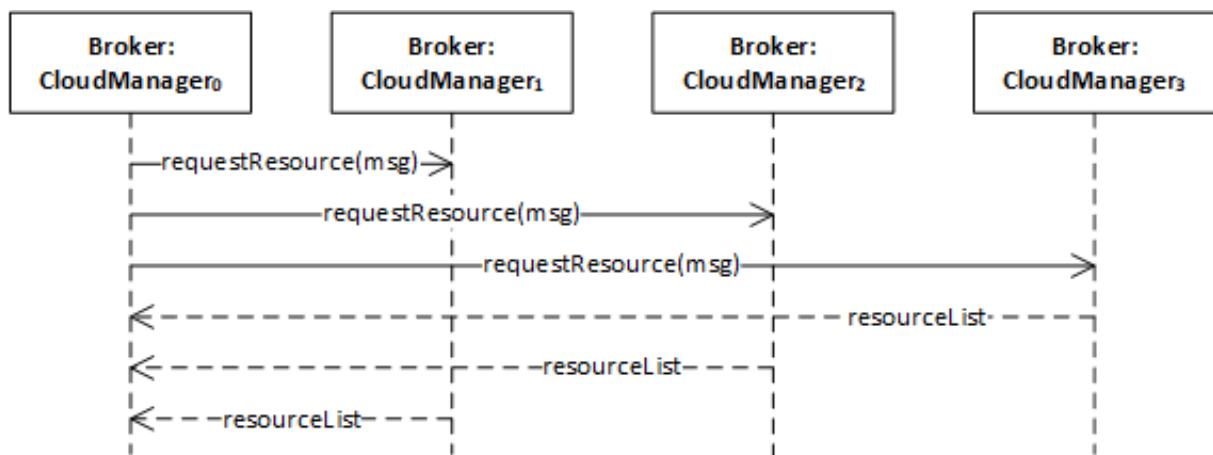 Broker:
CloudManager₀
Broker:
CloudManager₁
Broker:
CloudManager₂
Broker:
CloudManager₃
requestResource(msg)
requestResource(msg)
requestResource(msg)
resourceList
resourceList
resourceList